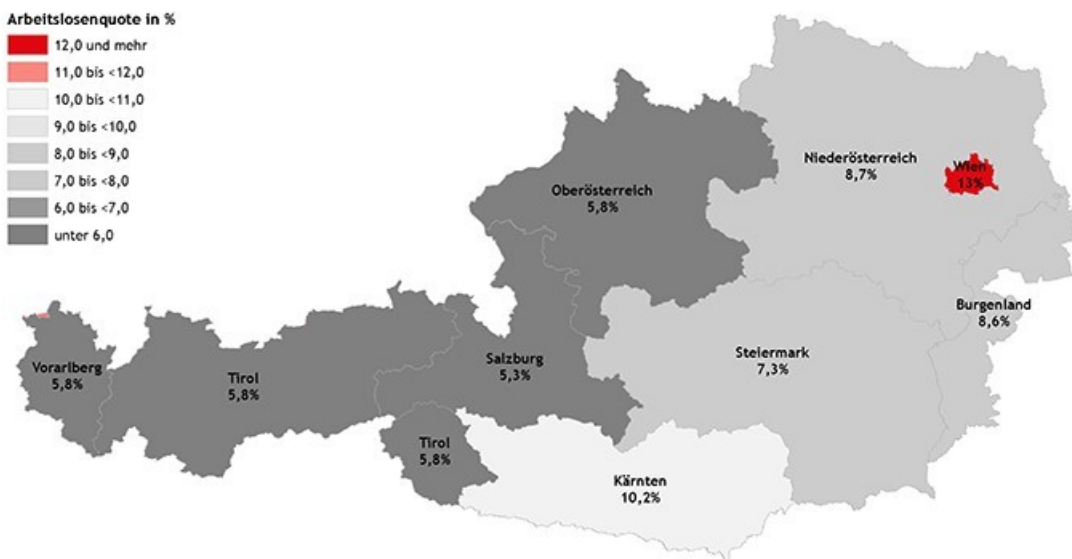 Arbeitslosenquote in %
12,0 und mehr
11,0 bis <12,0
10,0 bis <11,0
9,0 bis <10,0
8,0 bis <9,0
7,0 bis <8,0
6,0 bis <7,0
unter 6,0
Niederösterreich
8,7%
Wien
13%
Oberösterreich
5,8%
Burgenland
8,6%
Steiermark
7,3%
Salzburg
5,3%
Vorarlberg
5,8%
Tirol
5,8%
Tirol
5,8%
Kärnten
10,2%